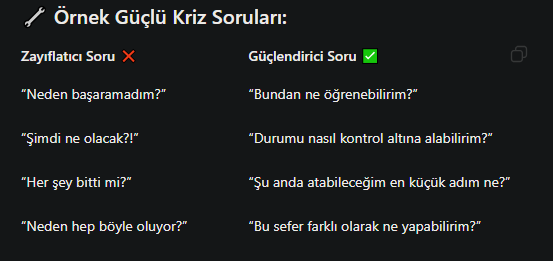 🔧 Örnek Güçlü Kriz Soruları:
Zayıflatıcı Soru ❌ Güçlendirici Soru ✅
“Neden başaramadım?” “Bundan ne öğrenebilirim?”
“Şimdi ne olacak?!” “Durumu nasıl kontrol altına alabilirim?”
“Her şey bitti mi?” “Şu anda atabileceğim en küçük adım ne?”
“Neden hep böyle oluyor?” “Bu sefer farklı olarak ne yapabilirim?”